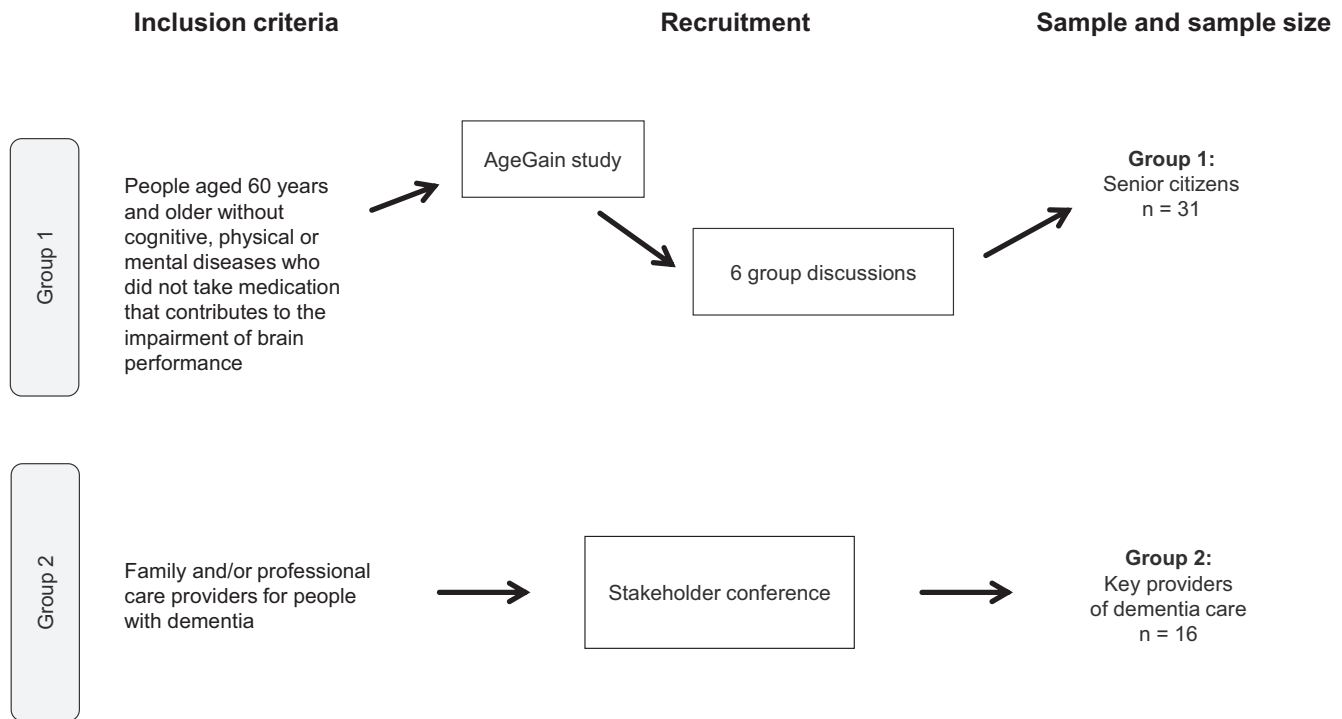 Inclusion criteria
Recruitment
Sample and sample size
Group 1
People aged 60 years
and older without
cognitive, physical or
mental diseases who
did not take medication
that contributes to the
impairment of brain
performance
AgeGain study
6 group discussions
Group 1:
Senior citizens
n = 31
Group 2
Family and/or professional
care providers for people
with dementia
Stakeholder conference
Group 2:
Key providers
of dementia care
n = 16